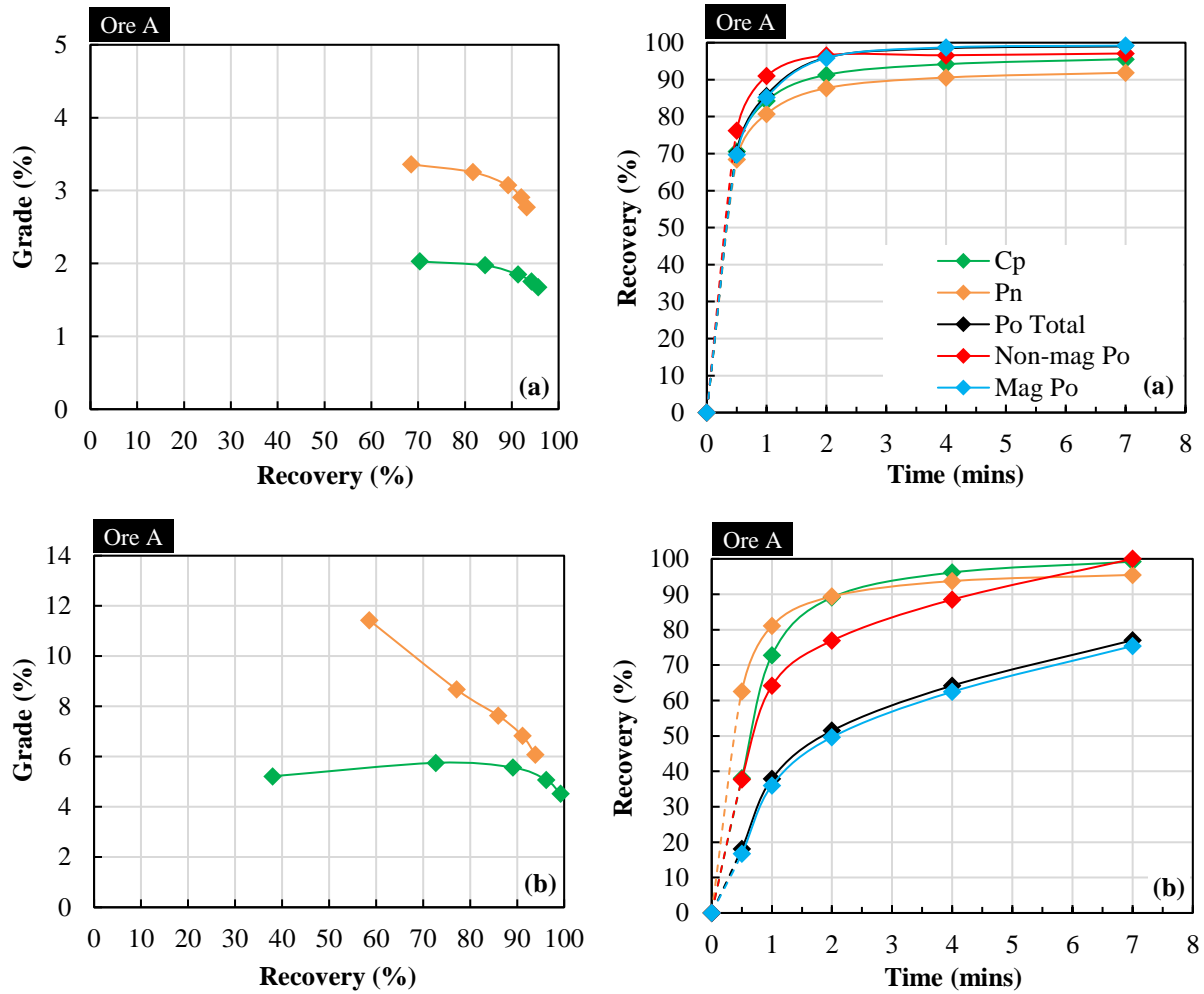 Ore A
5
4
3
2
1
0
0 10 20 30 40 50 60 70 80 90 100
Grade (%)
Recovery (%)
(a)
Ore A
100
90
80
70
60
50
40
30
20
10
0
0 1 2 3 4 5 6 7 8
Recovery (%)
Time (mins)
Cp
Pn
Po Total
Non-mag Po
Mag Po
(a)
Ore A
14
12
10
8
6
4
2
0
0 10 20 30 40 50 60 70 80 90 100
Grade (%)
Recovery (%)
(b)
Ore A
100
90
80
70
60
50
40
30
20
10
0
0 1 2 3 4 5 6 7 8
Recovery (%)
Time (mins)
(b)